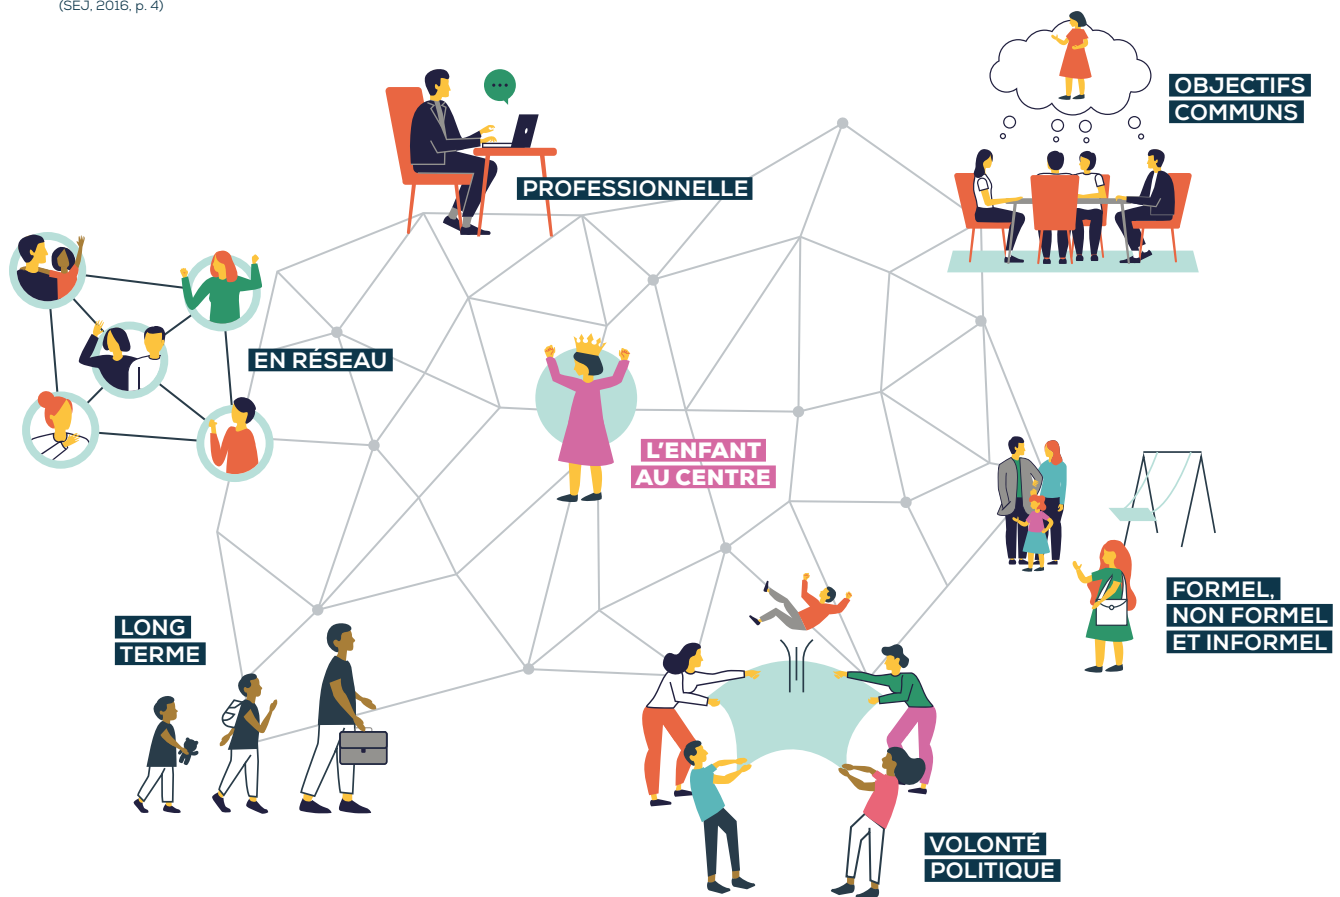 (SEJ, 2016, p. 4)
OBJECTIFS
COMMUNS
PROFESSIONNELLE
EN RÉSEAU
L'ENFANT
AU CENTRE
FORMEL,
NON FORMEL
ET INFORMEL
LONG
TERME
VOLONTÉ
POLITIQUE